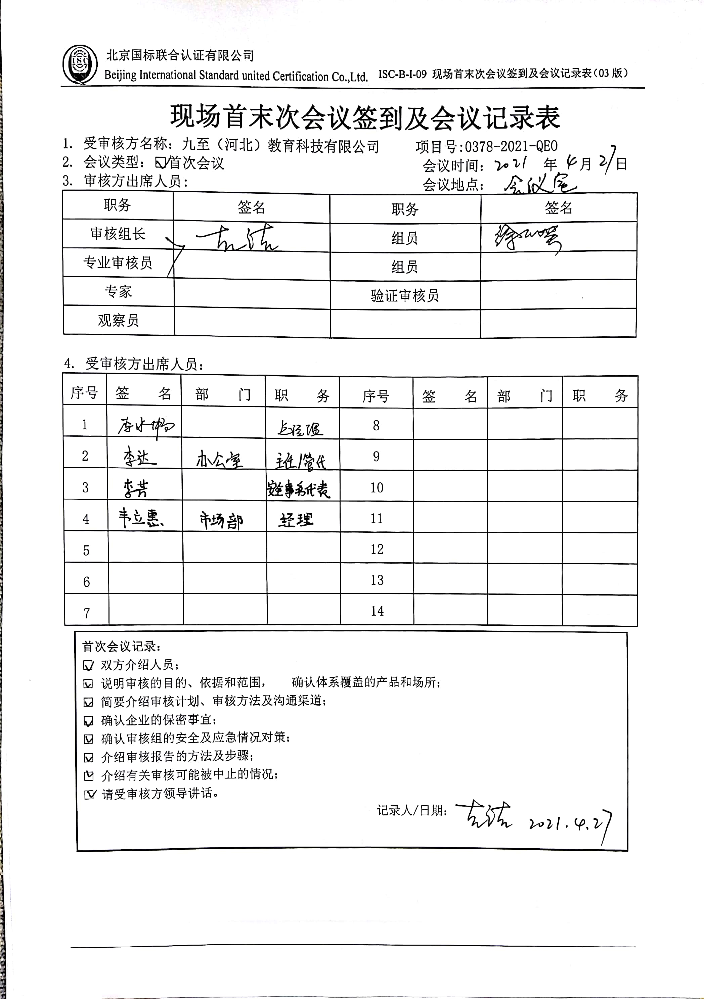 ISC
北京国标联合认证有限公司
Beijing International Standard united Certification Co.,Ltd. ISC-B-I-09 现场首末次会议签到及会议记录表(03 版)
现场首末次会议签到及会议记录表
1. 受审核方名称：九至（河北）教育科技有限公司 项目号:0378-2021-QEO
2. 会议类型：☑首次会议 会议时间：2021 年 4月 27日
3. 审核方出席人员： 会议地点：会议室
职务 签名 职务 签名
审核组长 组员
专业审核员 组员
专家 验证审核员
观察员
4. 受审核方出席人员：
序号 签 名 部 门 职 务 序号 签 名 部 门 职 务
1 总经理 8
2 李达 办公室 主任/管代 9
3 李芸 安全事务代表 10
4 韦立惠 市场部 经理 11
5 12
6 13
7 14
首次会议记录：
☑ 双方介绍人员；
☑ 说明审核的目的、依据和范围， 确认体系覆盖的产品和场所；
☑ 简要介绍审核计划、审核方法及沟通渠道；
☑ 确认企业的保密事宜；
☑ 确认审核组的安全及应急情况对策；
☑ 介绍审核报告的方法及步骤；
☑ 介绍有关审核可能被中止的情况；
☑ 请受审核方领导讲话。
记录人/日期： 2021.4.27